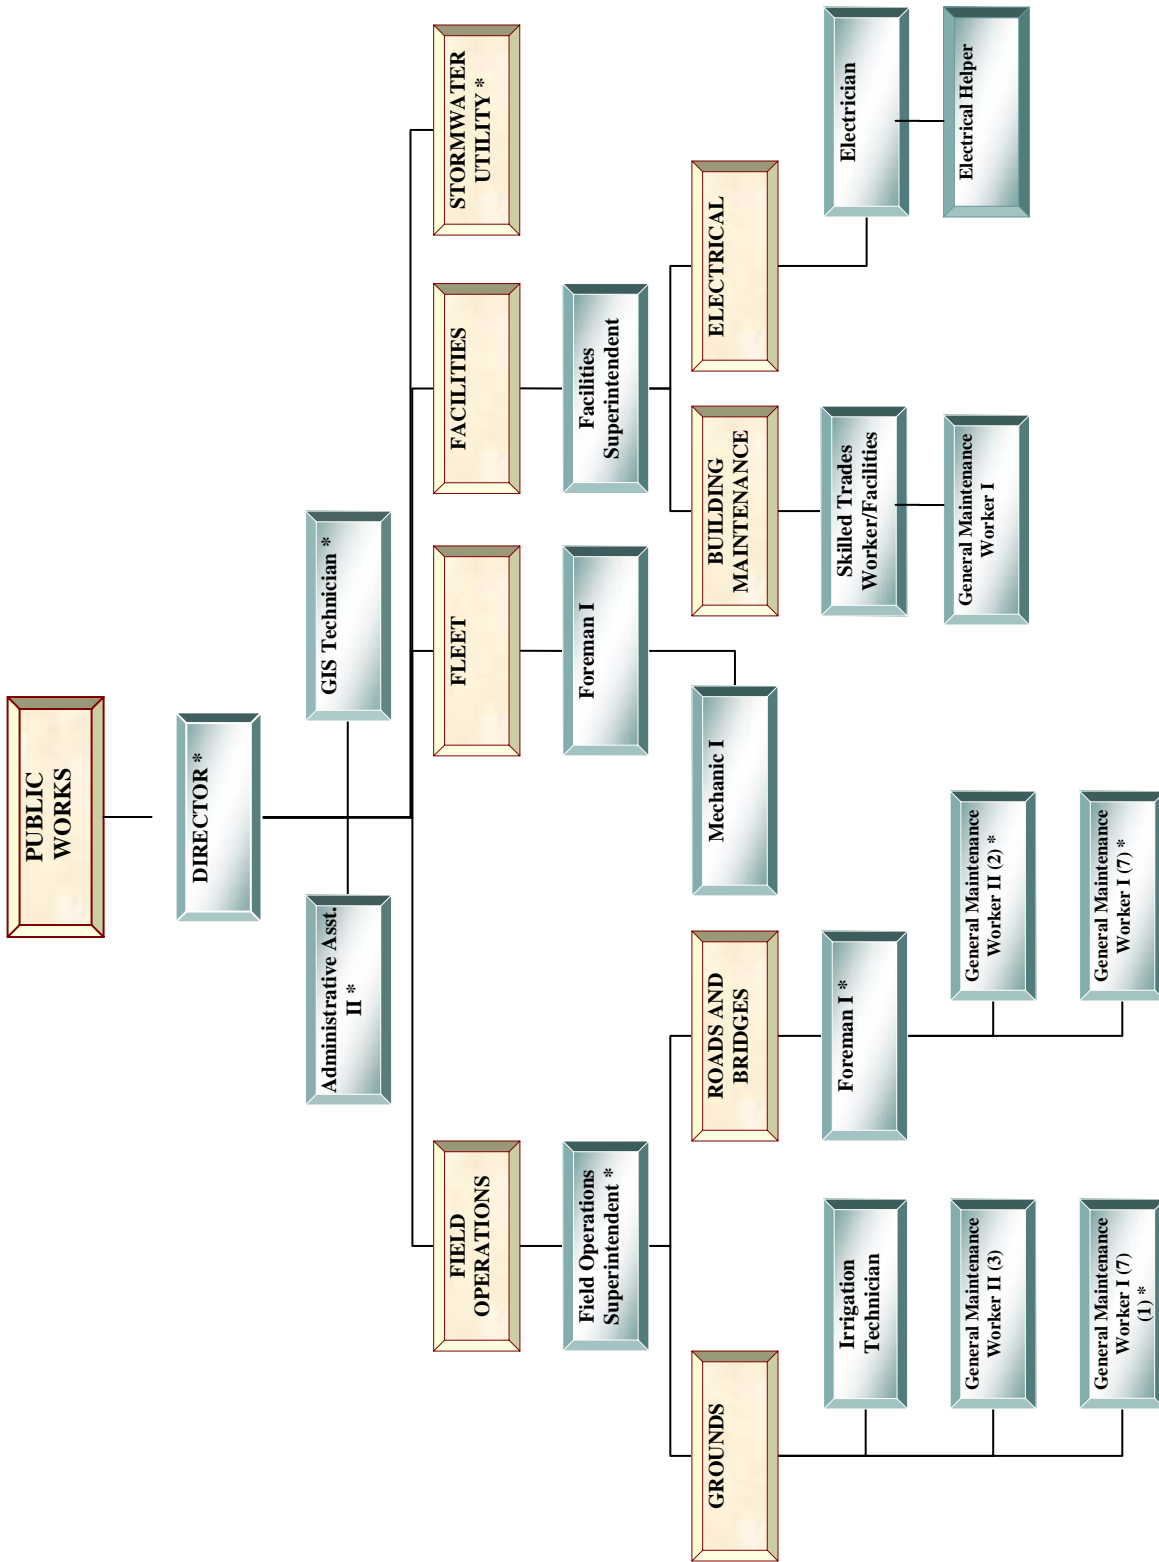 PUBLIC
WORKS
DIRECTOR *
Administrative Asst.
II *
GIS Technician *
FIELD
OPERATIONS
FLEET
FACILITIES
STORMWATER
UTILITY *
Field Operations
Superintendent *
Foreman I
Facilities
Superintendent
GROUNDS
ROADS AND
BRIDGES
Mechanic I
BUILDING
MAINTENANCE
ELECTRICAL
Irrigation
Technician
Foreman I *
Skilled Trades
Worker/Facilities
Electrician
General Maintenance
Worker II (3)
General Maintenance
Worker II (2) *
General Maintenance
Worker I
Electrical Helper
General Maintenance
Worker I (7)
(1) *
General Maintenance
Worker I (7) *